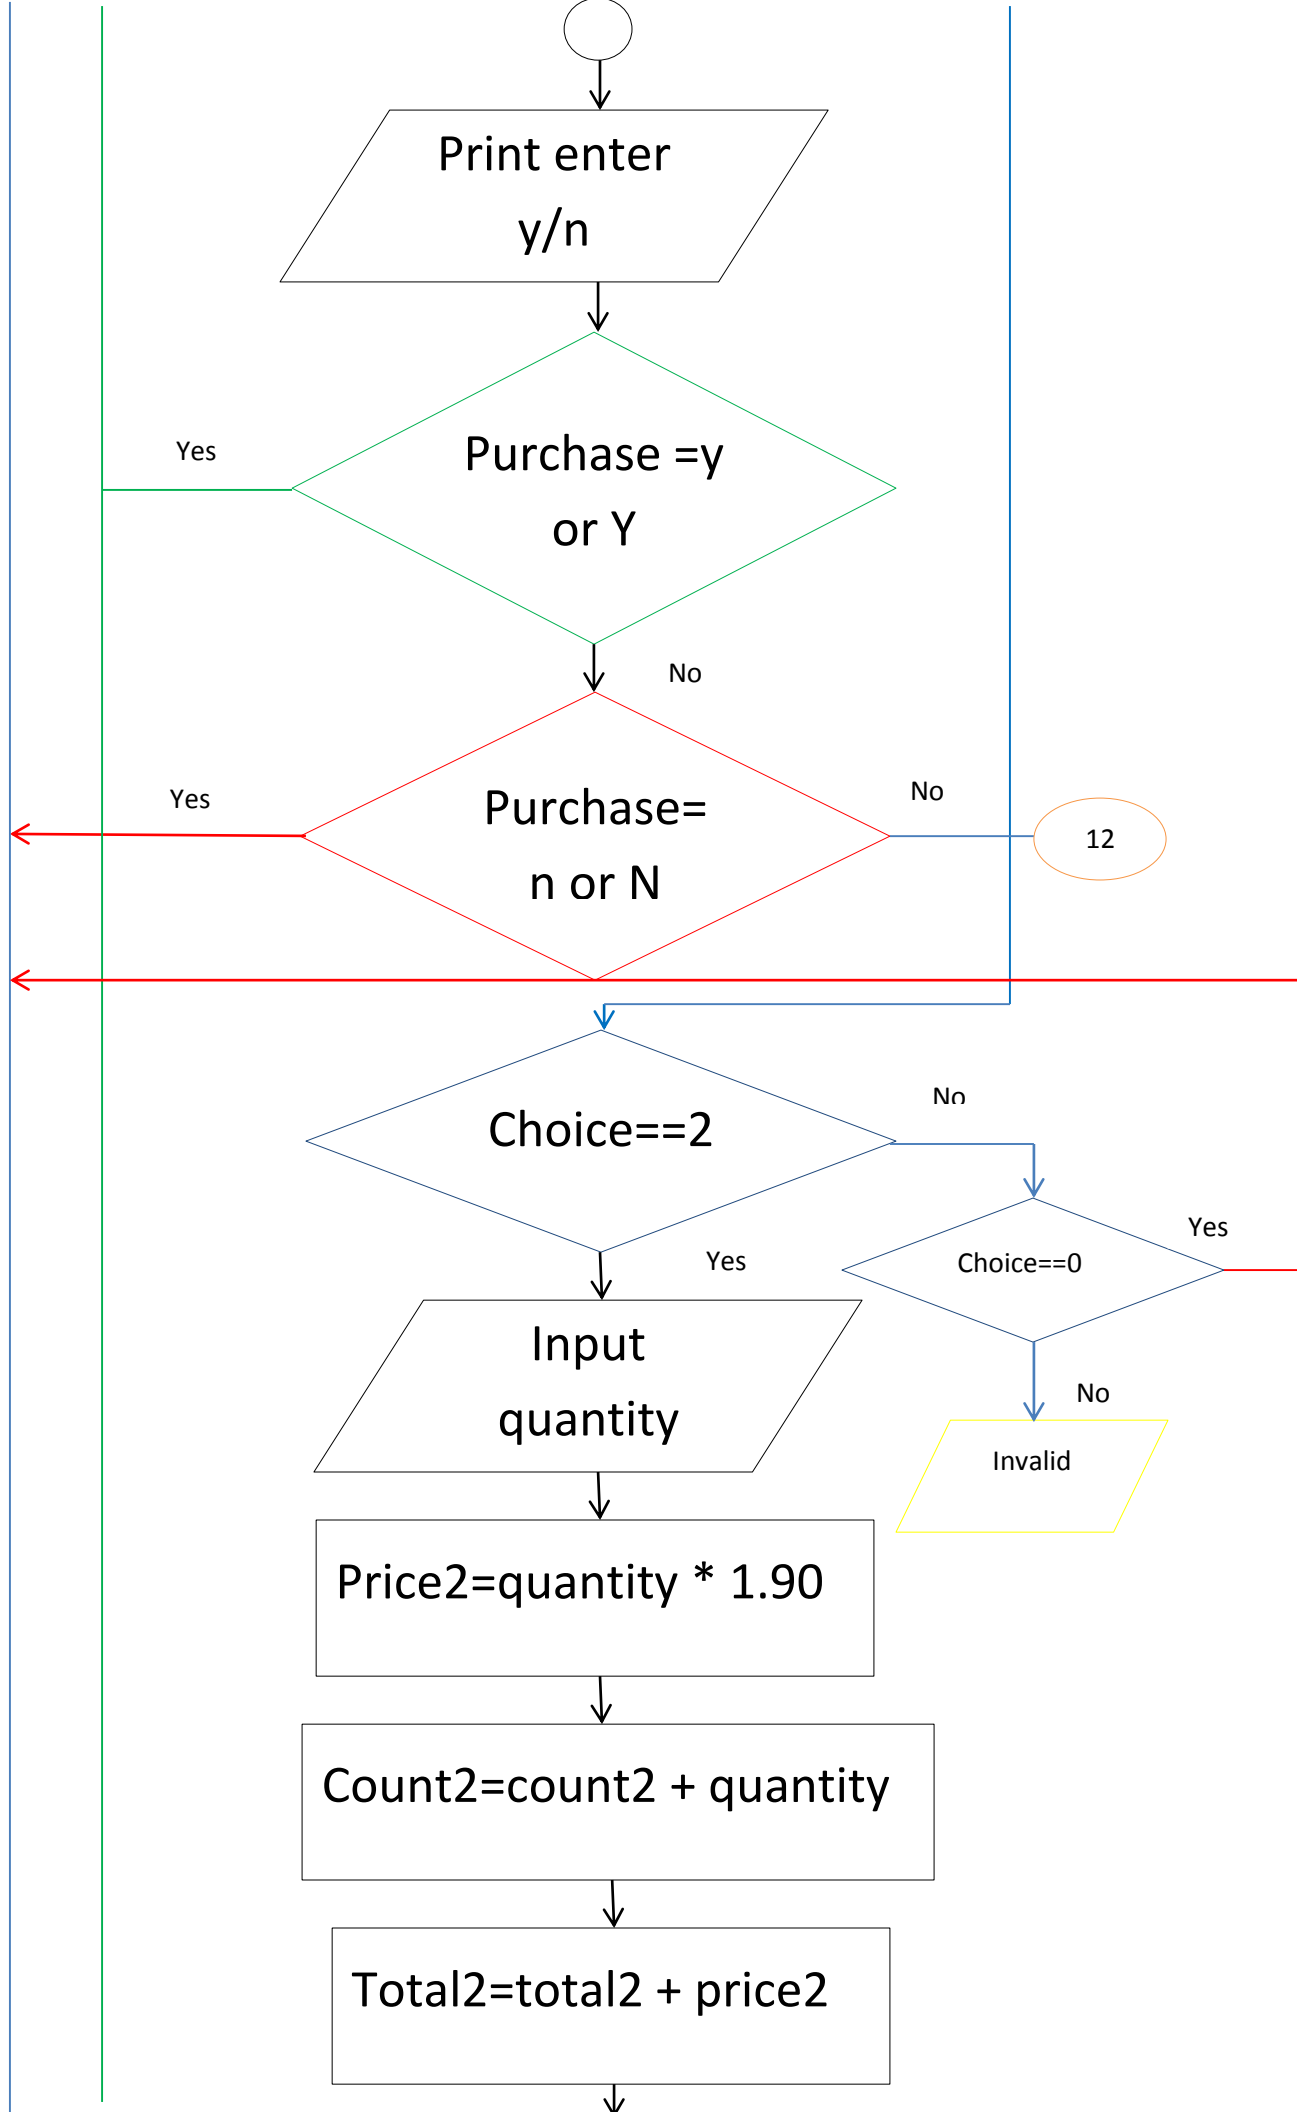 Print enter
y/n
Yes
Purchase =y
or Y
No
Yes
Purchase=
n or N
No
12
Choice==2
No
Yes
Choice==0
Yes
Input
quantity
No
Invalid
Price2=quantity * 1.90
Count2=count2 + quantity
Total2=total2 + price2